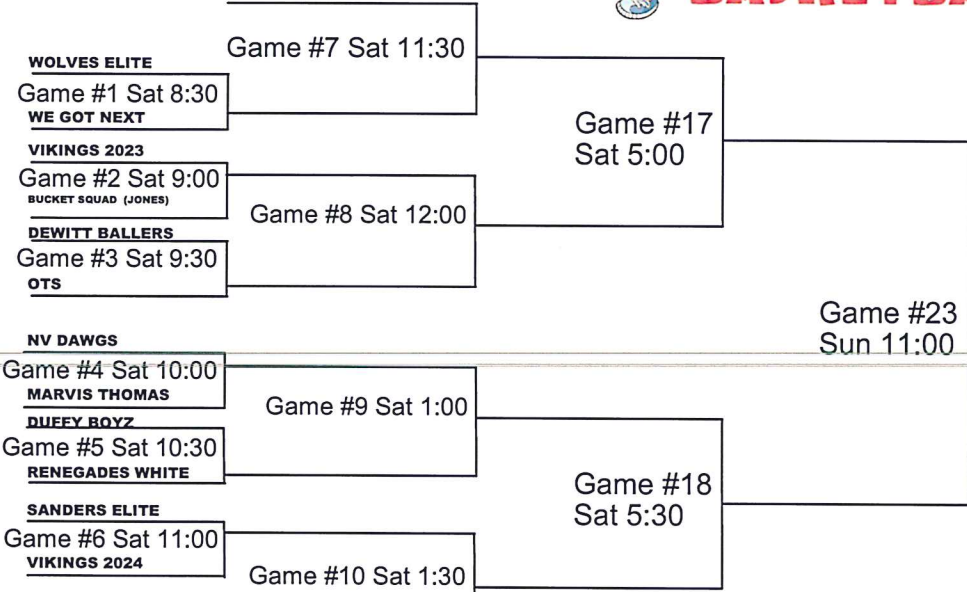 Game #7 Sat 11:30
WOLVES ELITE
Game #1 Sat 8:30
WE GOT NEXT
Game #17
Sat 5:00
VIKINGS 2023
Game #2 Sat 9:00
BUCKET SQUAD (JONES)
Game #8 Sat 12:00
DEWITT BALLERS
Game #3 Sat 9:30
OTS
Game #23
Sun 11:00
NV DAWGS
Game #4 Sat 10:00
MARVIS THOMAS
Game #9 Sat 1:00
DUFFY BOYZ
Game #5 Sat 10:30
RENEGADES WHITE
Game #18
Sat 5:30
SANDERS ELITE
Game #6 Sat 11:00
VIKINGS 2024
Game #10 Sat 1:30